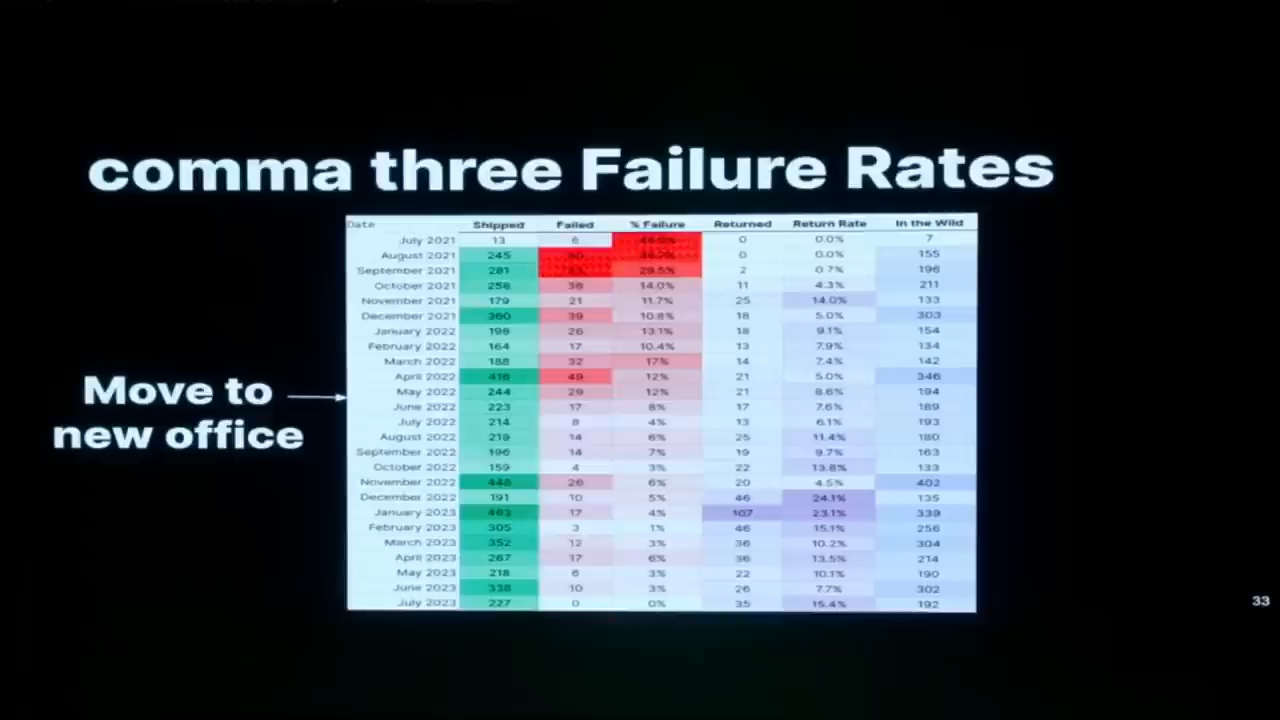 comma three Failure Rates
Date Shipped Failed % Failure Returned Return Rate In the Wild
July 2021 13 6 0 0.0% 7
August 2021 245 0 0.0% 155
September 2021 281 29.5% 2 0.7% 196
October 2021 258 38 14.0% 11 4.3% 211
November 2021 179 21 11.7% 25 14.0% 133
December 2021 360 39 10.8% 18 5.0% 303
January 2022 198 26 13.1% 18 9.1% 154
February 2022 164 17 10.4% 13 7.9% 134
March 2022 188 32 17% 14 7.4% 142
April 2022 416 49 12% 21 5.0% 346
May 2022 244 29 12% 21 8.6% 194
June 2022 223 17 8% 17 7.6% 189
July 2022 214 8 4% 13 6.1% 193
August 2022 219 14 6% 25 11.4% 180
September 2022 196 14 7% 19 9.7% 163
October 2022 159 4 3% 22 13.8% 133
November 2022 448 26 6% 20 4.5% 402
December 2022 191 10 5% 46 24.1% 135
January 2023 463 17 4% 107 23.1% 339
February 2023 305 3 1% 46 15.1% 256
March 2023 352 12 3% 36 10.2% 304
April 2023 267 17 6% 36 13.5% 214
May 2023 218 6 3% 22 10.1% 190
June 2023 338 10 3% 26 7.7% 302
July 2023 227 0 0% 35 15.4% 192
Move to
new office
33